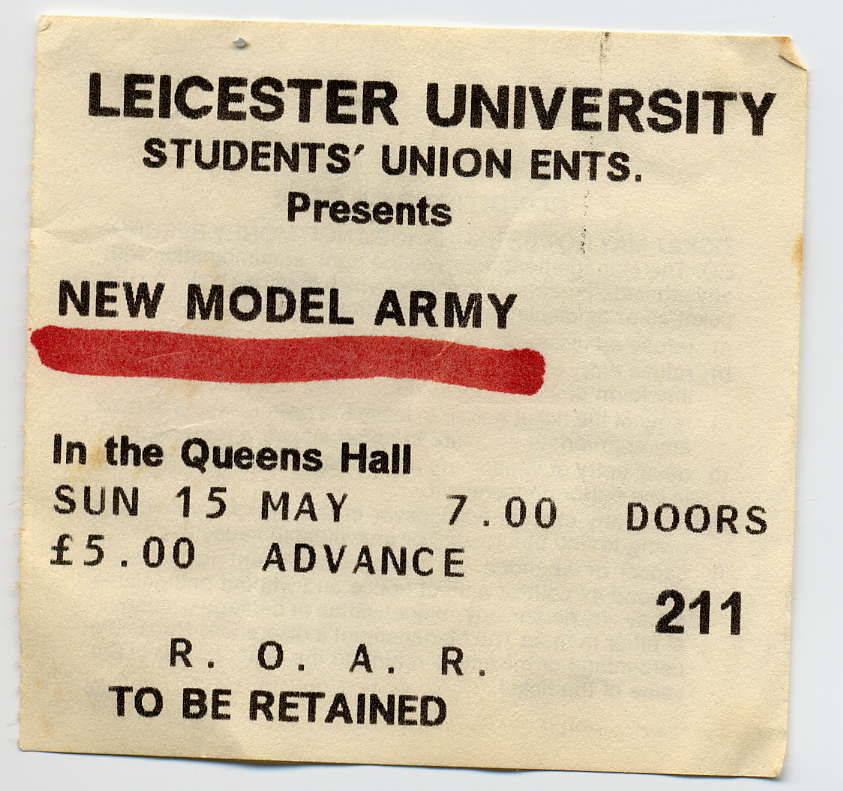 LEICESTER UNIVERSITY
STUDENTS' UNION ENTS.
Presents
NEW MODEL ARMY
In the Queens Hall
SUN 15 MAY 7.00 DOORS
£5.00 ADVANCE
211
R. O. A. R.
TO BE RETAINED